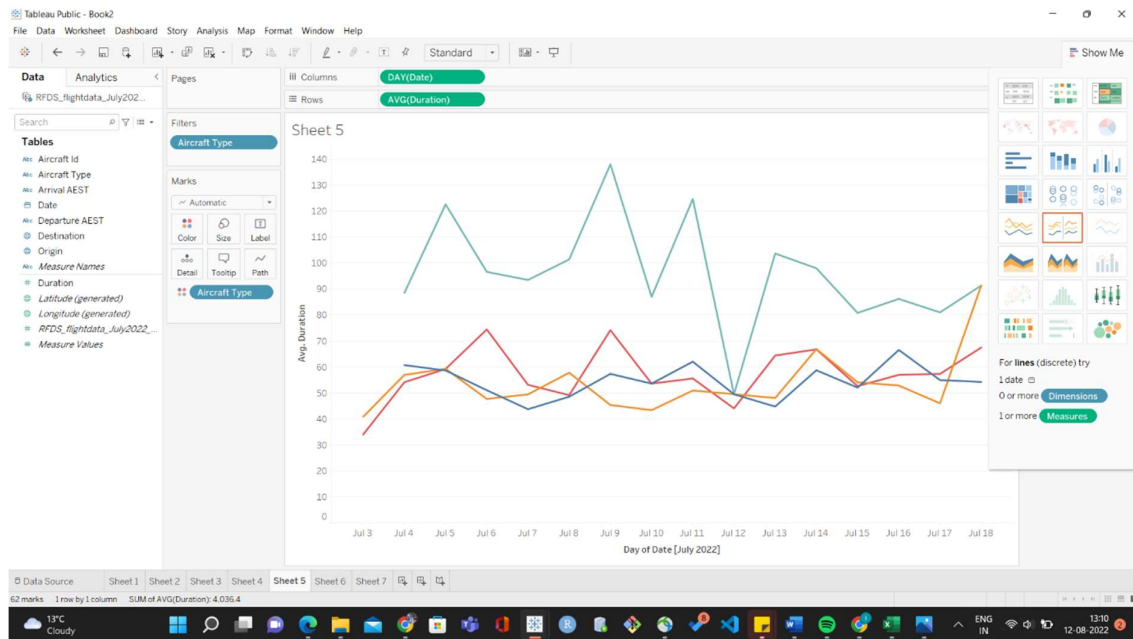 Tableau Public - Book2
File Data Worksheet Dashboard Story Analysis Map Format Window Help
Standard
Show Me
Data Analytics
RFDS_flightdata_July202...
Search
Tables
Abc Aircraft Id
Abc Aircraft Type
Abc Arrival AEST
Date
Abc Departure AEST
Destination
Origin
Abc Measure Names
# Duration
Latitude (generated)
Longitude (generated)
# RFDS_flightdata_July2022_...
# Measure Values
Pages
Filters
Aircraft Type
Marks
Automatic
Color Size Label
Detail Tooltip Path
Aircraft Type
Columns DAY(Date)
Rows AVG(Duration)
Sheet 5
140
130
120
110
100
90
80
70
60
50
40
30
20
10
0
Avg. Duration
Jul 3 Jul 4 Jul 5 Jul 6 Jul 7 Jul 8 Jul 9 Jul 10 Jul 11 Jul 12 Jul 13 Jul 14 Jul 15 Jul 16 Jul 17 Jul 18
Day of Date [July 2022]
For lines (discrete) try
1 date
0 or more Dimensions
1 or more Measures
Data Source Sheet 1 Sheet 2 Sheet 3 Sheet 4 Sheet 5 Sheet 6 Sheet 7
62 marks 1 row by 1 column SUM of AVG(Duration): 4,036.4
13°C
Cloudy
8
ENG
IN
13:10
12-08-2022
2